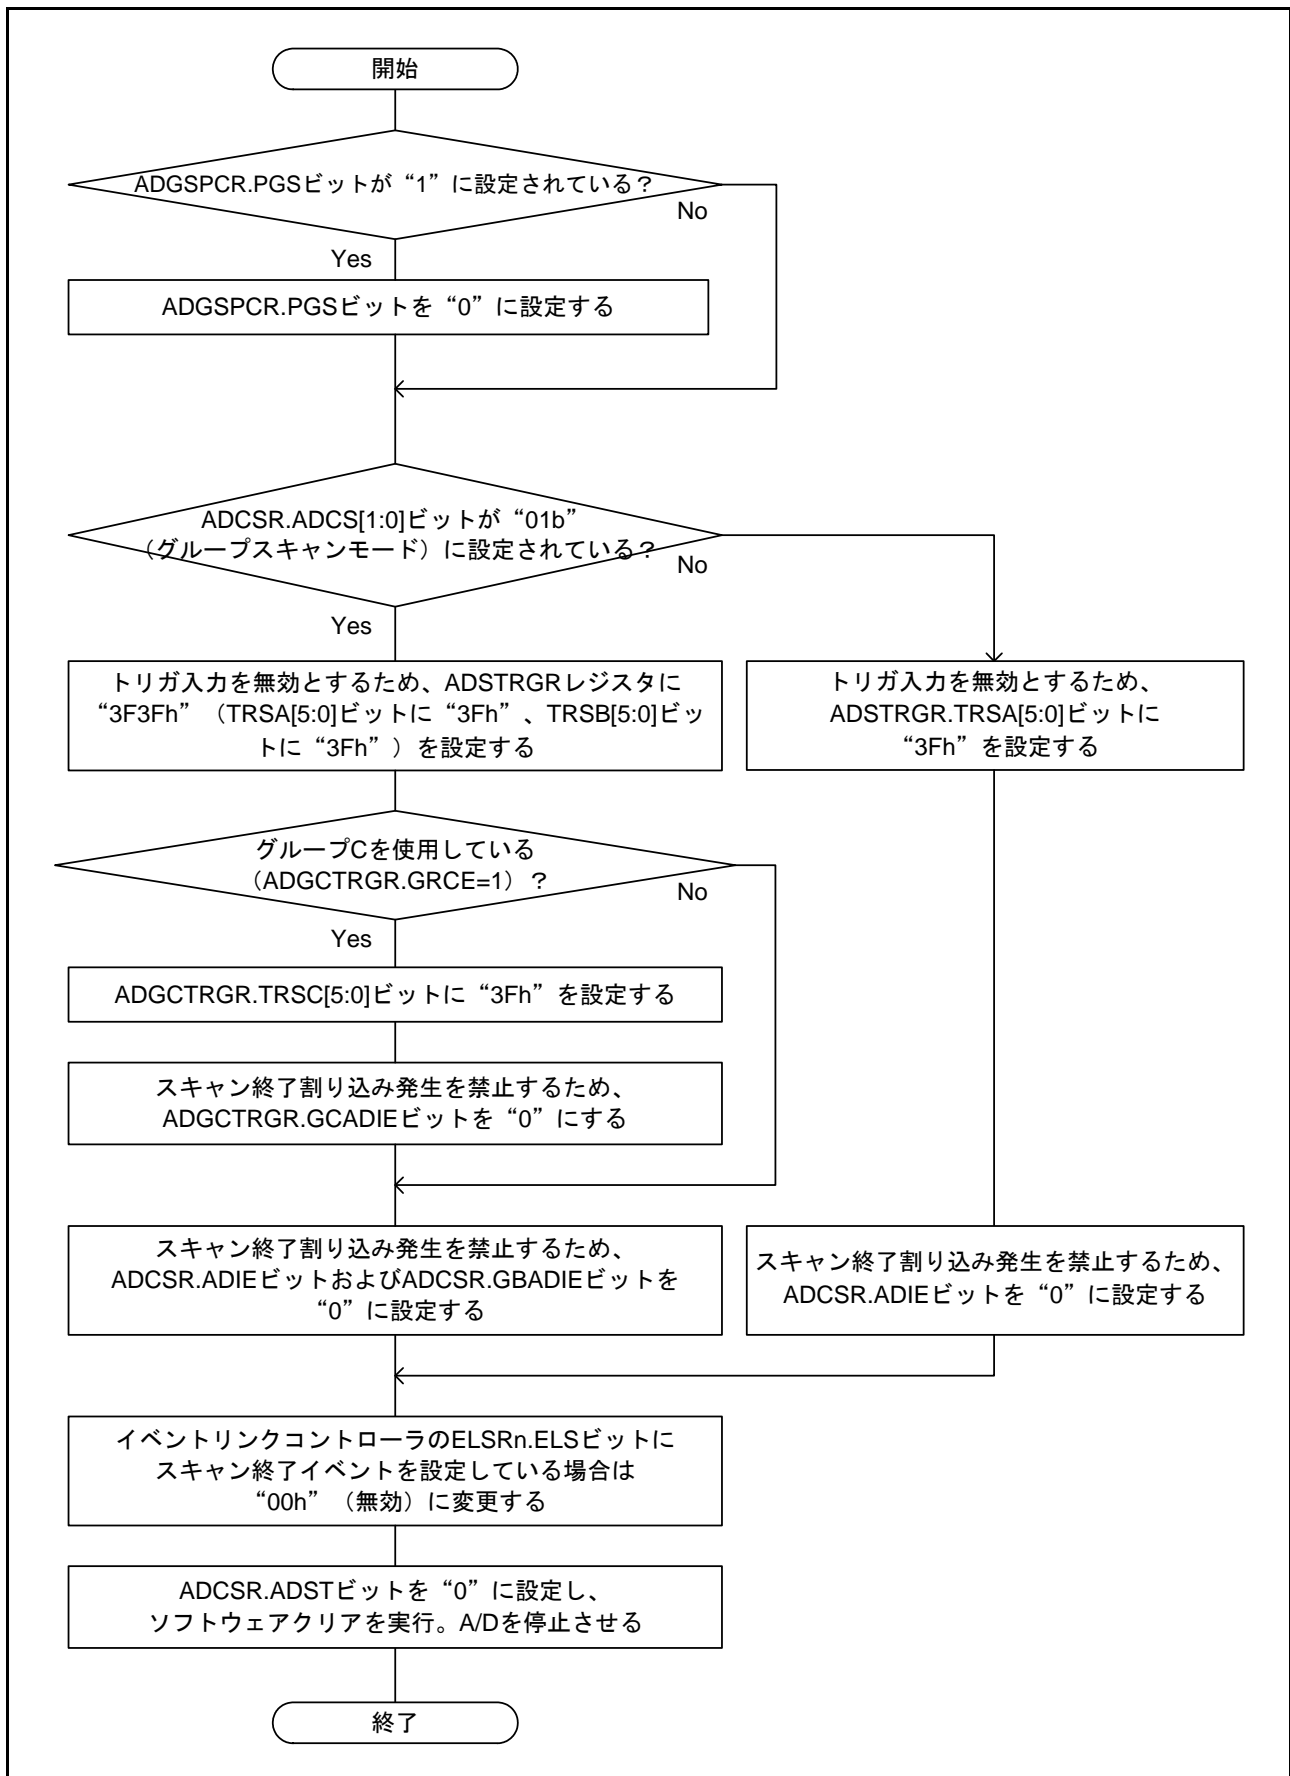 開始
ADGSPCR.PGSビットが“1”に設定されている？
No
Yes
ADGSPCR.PGSビットを“0”に設定する
ADCSR.ADCS[1:0]ビットが“01b”
（グループスキャンモード）に設定されている？
No
Yes
トリガ入力を無効とするため、ADSTRGRレジスタに
“3F3Fh”（TRSA[5:0]ビットに“3Fh”、TRSB[5:0]ビッ
トに“3Fh”）を設定する
トリガ入力を無効とするため、
ADSTRGR.TRSA[5:0]ビットに
“3Fh”を設定する
グループCを使用している
（ADGCTRGR.GRCE=1）？
No
Yes
ADGCTRGR.TRSC[5:0]ビットに“3Fh”を設定する
スキャン終了割り込み発生を禁止するため、
ADGCTRGR.GCADIEビットを“0”にする
スキャン終了割り込み発生を禁止するため、
ADCSR.ADIEビットおよびADCSR.GBADIEビットを
“0”に設定する
スキャン終了割り込み発生を禁止するため、
ADCSR.ADIEビットを“0”に設定する
イベントリンクコントローラのELSRn.ELSビットに
スキャン終了イベントを設定している場合は
“00h”（無効）に変更する
ADCSR.ADSTビットを“0”に設定し、
ソフトウェアクリアを実行。A/Dを停止させる
終了